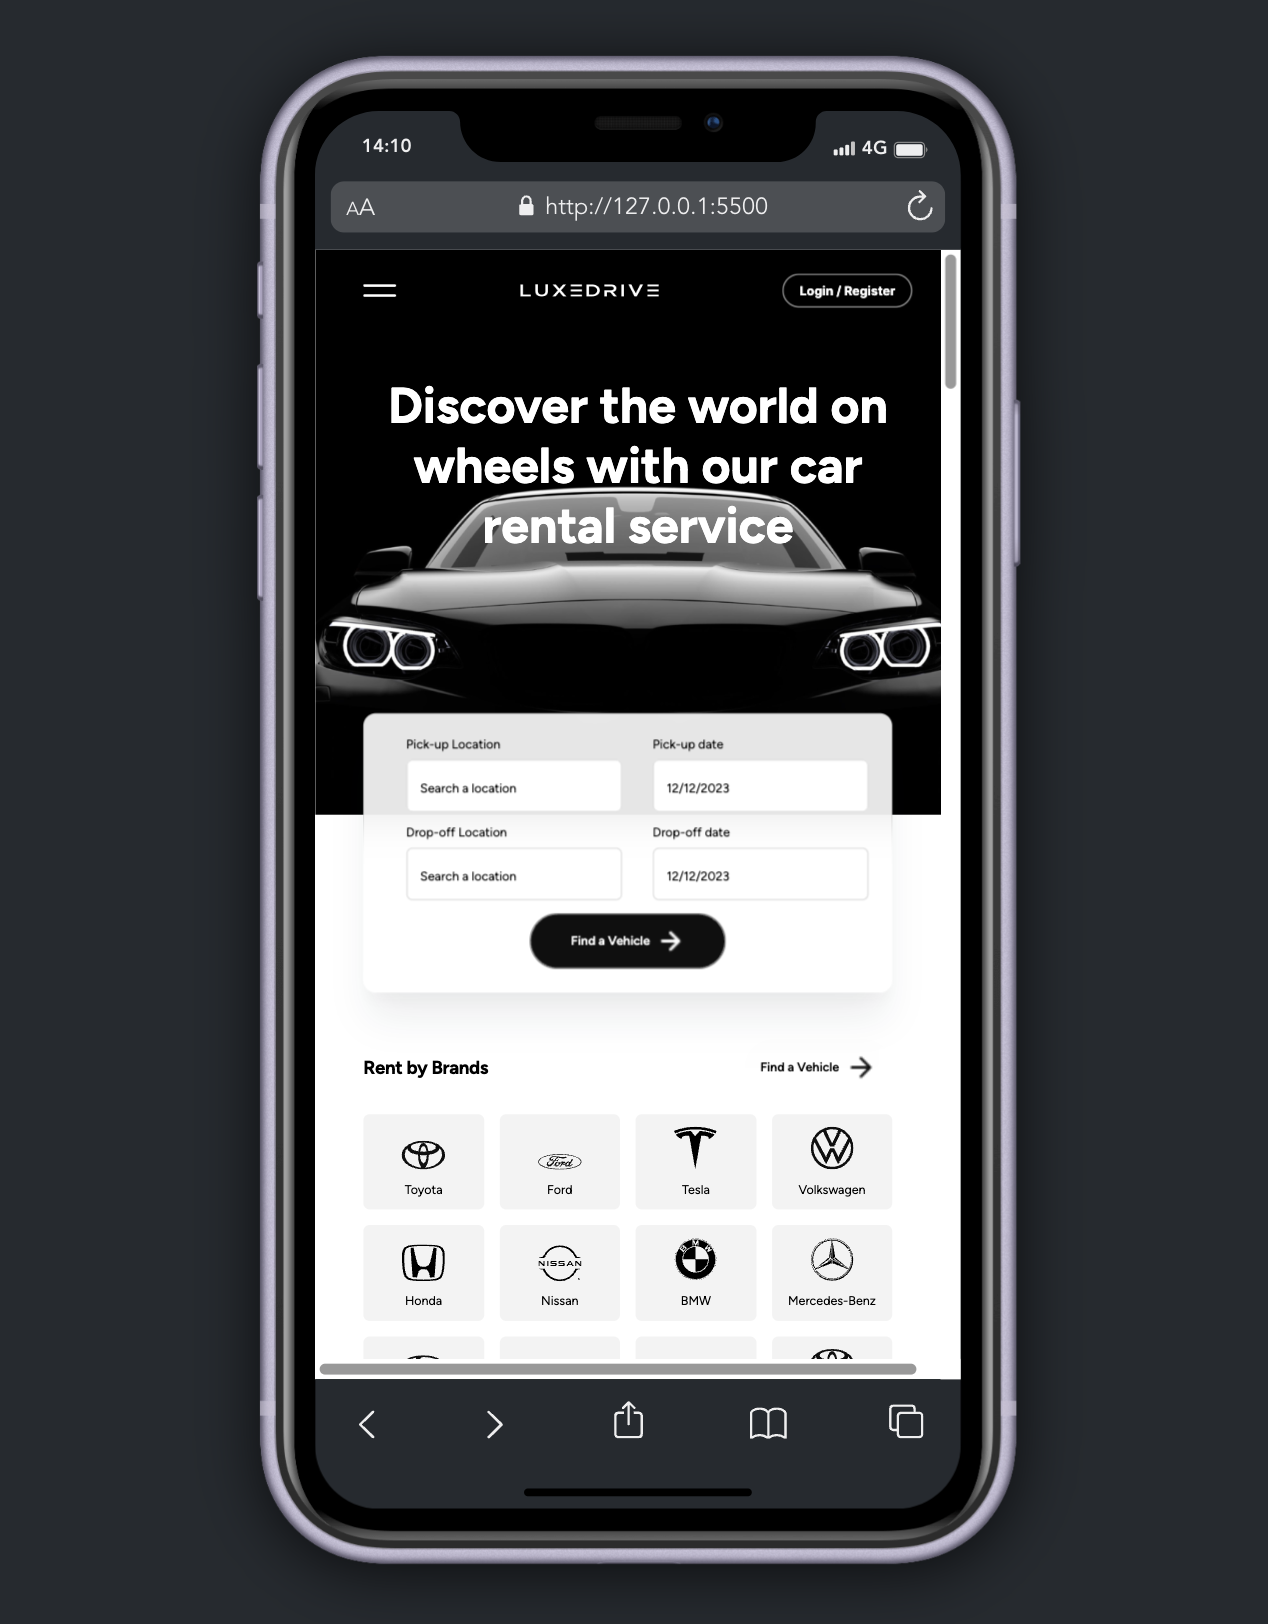 14:10
4G
AA
http://127.0.0.1:5500
LUXEDRIVE
Login / Register
Discover the world on
wheels with our car
rental service
Pick-up Location
Pick-up date
Search a location
12/12/2023
Drop-off Location
Drop-off date
Search a location
12/12/2023
Find a Vehicle
Rent by Brands
Find a Vehicle
Toyota
Ford
Ford
Tesla
Volkswagen
NISSAN
BMW
Honda
Nissan
BMW
Mercedes-Benz